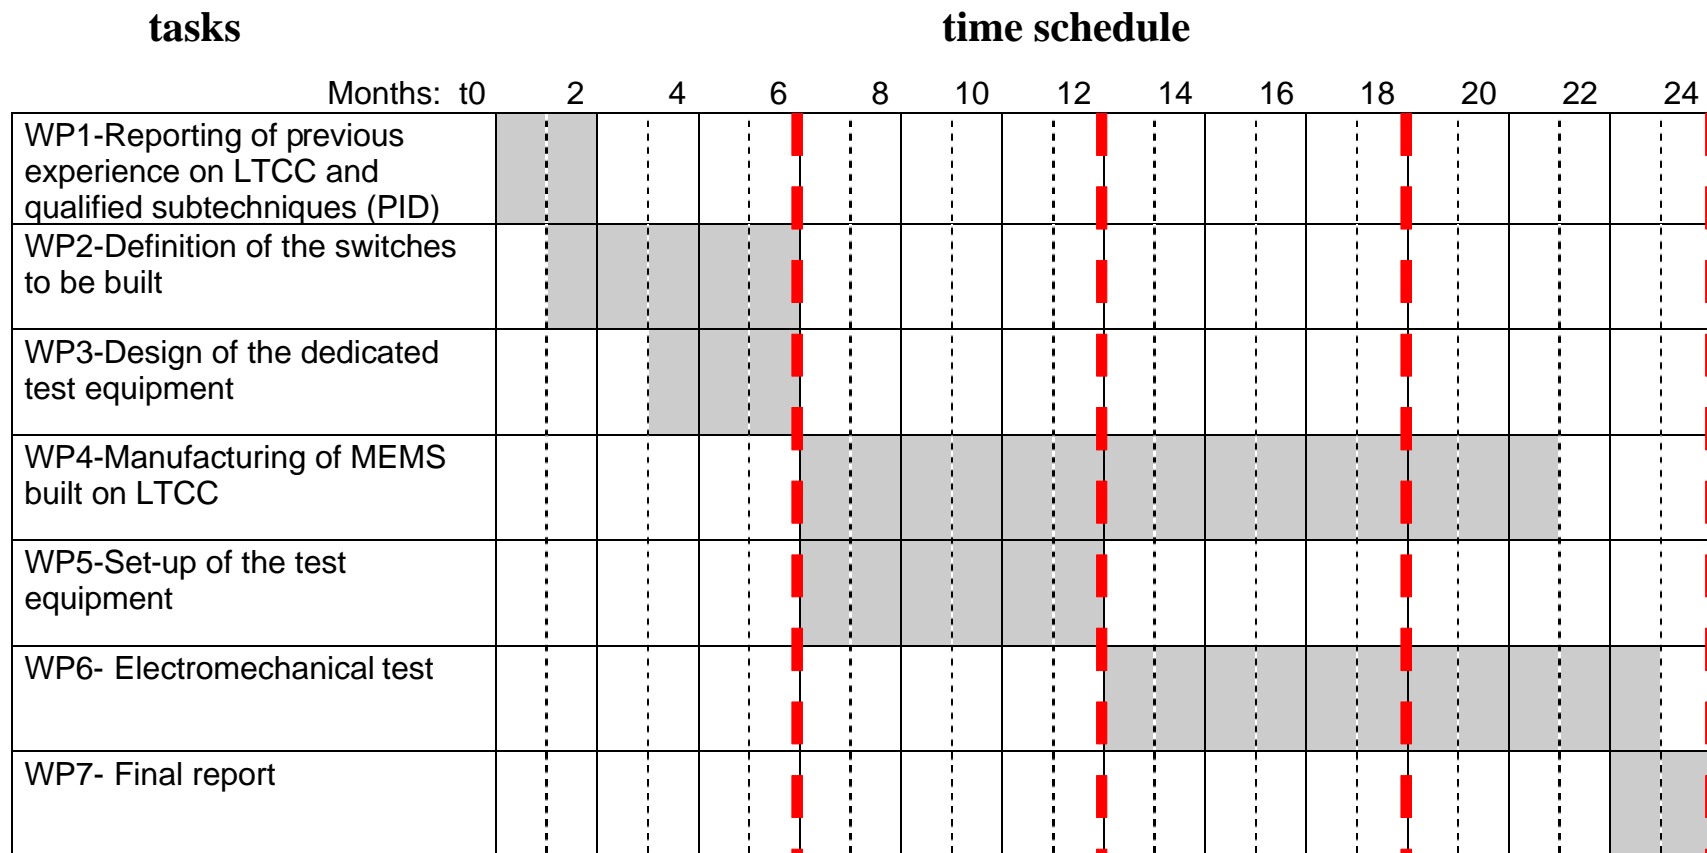 tasks time schedule
Months: t0 2 4 6 8 10 12 14 16 18 20 22 24
WP1-Reporting of previous
experience on LTCC and
qualified subtechniques (PID)
WP2-Definition of the switches
to be built
WP3-Design of the dedicated
test equipment
WP4-Manufacturing of MEMS
built on LTCC
WP5-Set-up of the test
equipment
WP6- Electromechanical test
WP7- Final report